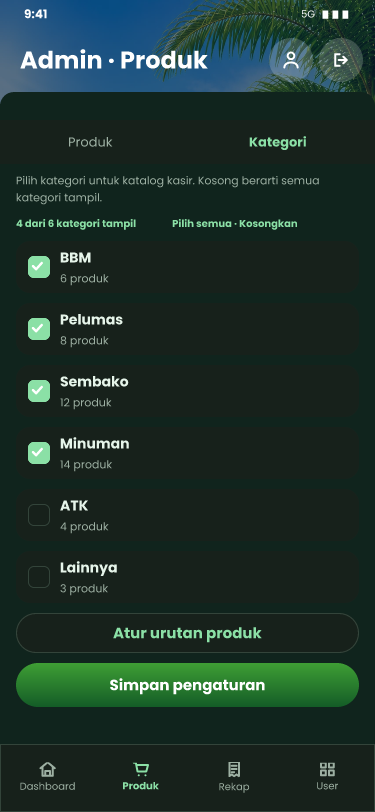 9:41
5G
Admin · Produk
Produk
Kategori
Pilih kategori untuk katalog kasir. Kosong berarti semua
kategori tampil.
4 dari 6 kategori tampil
Pilih semua · Kosongkan
BBM
6 produk
Pelumas
8 produk
Sembako
12 produk
Minuman
14 produk
ATK
4 produk
Lainnya
3 produk
Atur urutan produk
Simpan pengaturan
Dashboard
Produk
Rekap
User